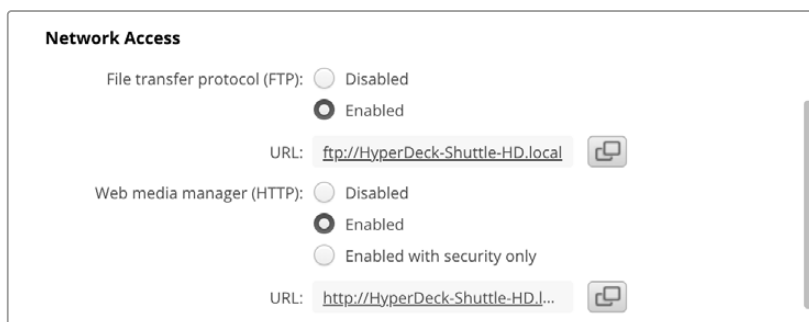 Network Access
File transfer protocol (FTP): Disabled
Enabled
URL: ftp://HyperDeck-Shuttle-HD.local
Web media manager (HTTP): Disabled
Enabled
Enabled with security only
URL: http://HyperDeck-Shuttle-HD.l...